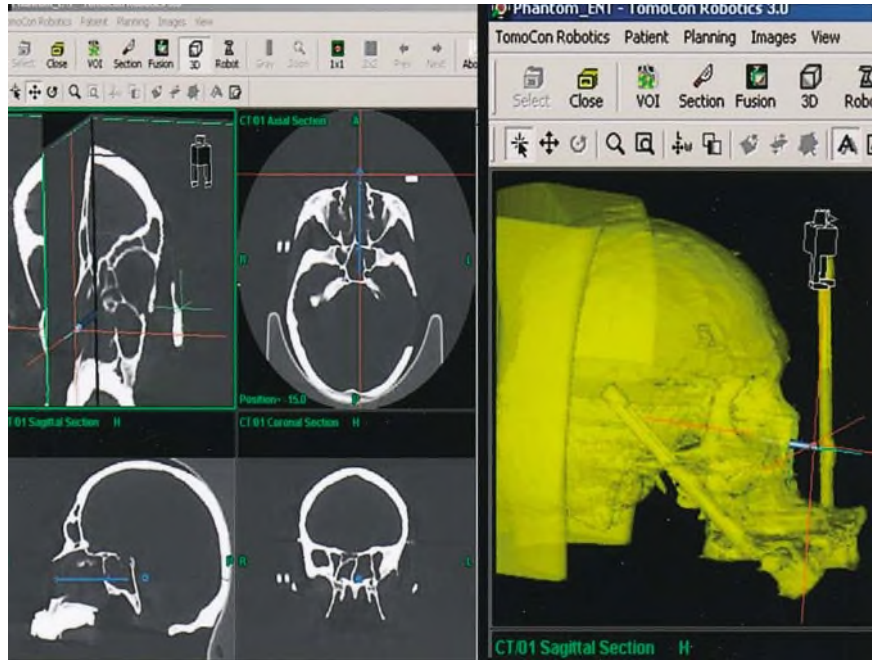 TomoCon Robotics Patient Planning Images View
Select Close VOI Section Fusion 3D Robot Gray Zoom 1x1 2x2 Prev Next
CT/01 Axial Section A
R L
Position- 15.0 P
CT/01 Sagittal Section H
P
CT/01 Coronal Section H
R L
Phantom_ENT - TomoCon Robotics 3.0
TomoCon Robotics Patient Planning Images View
Select Close VOI Section Fusion 3D
CT/01 Sagittal Section H